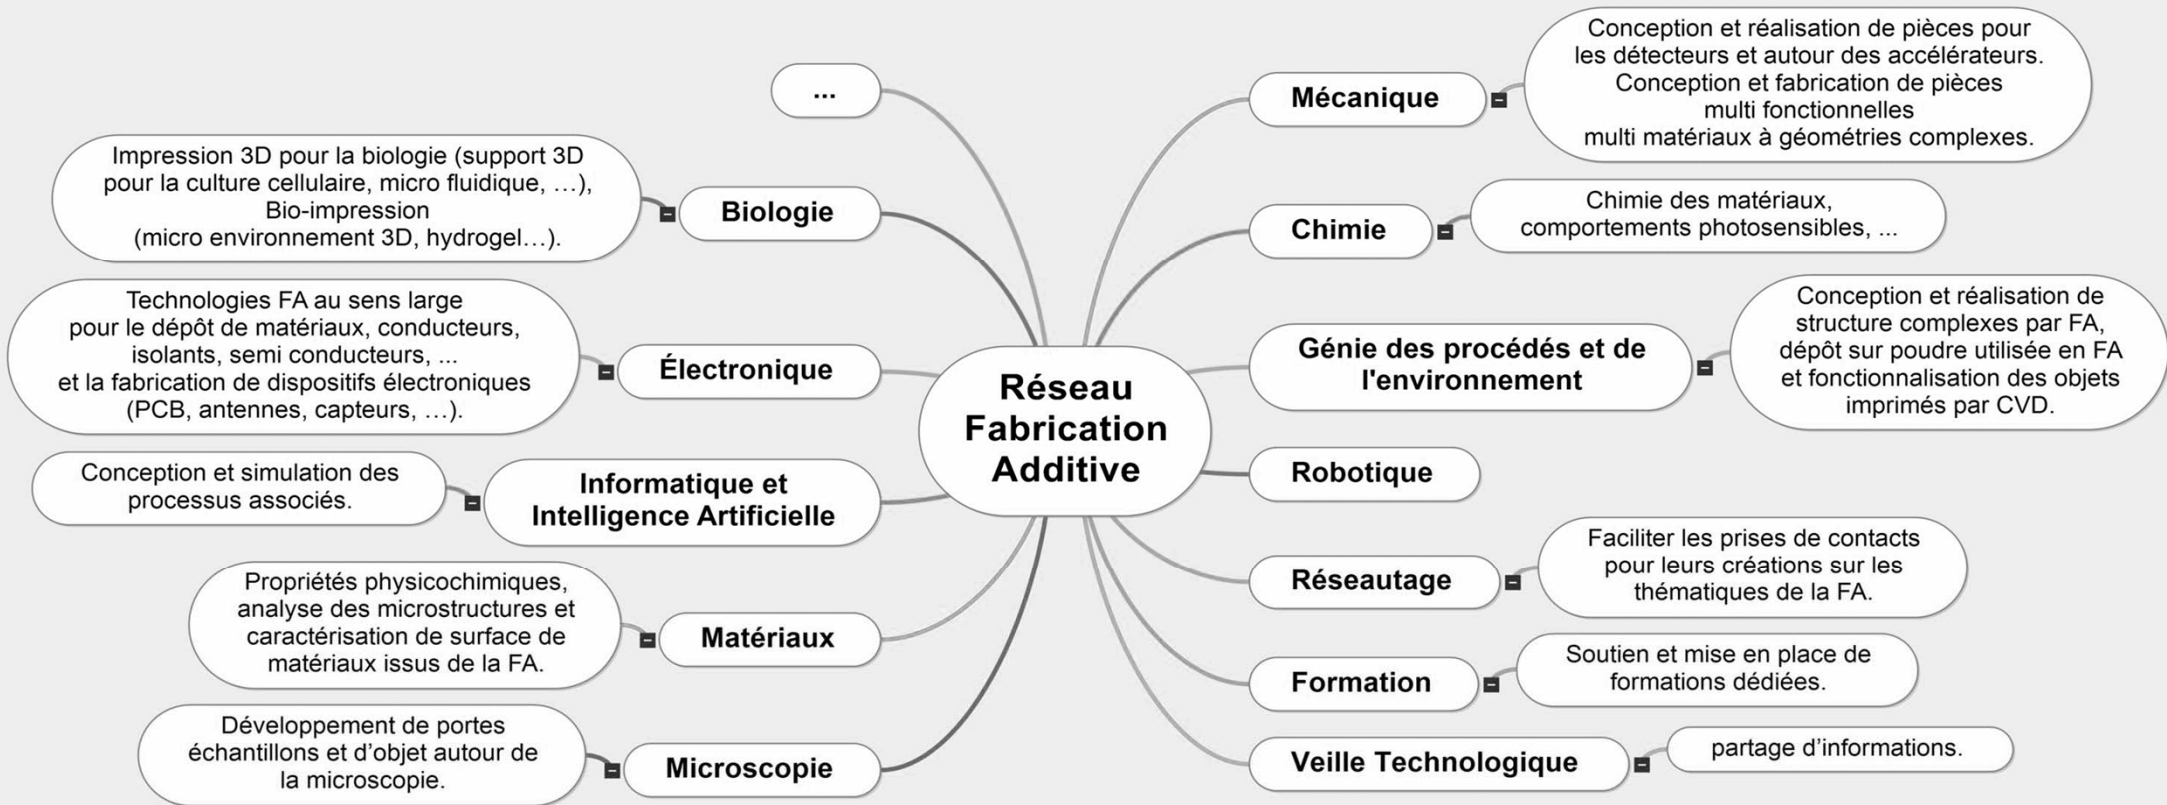 Réseau
Fabrication
Additive
...
Biologie
Impression 3D pour la biologie (support 3D
pour la culture cellulaire, micro fluidique, …),
Bio-impression
(micro environnement 3D, hydrogel…).
Électronique
Technologies FA au sens large
pour le dépôt de matériaux, conducteurs,
isolants, semi conducteurs, ...
et la fabrication de dispositifs électroniques
(PCB, antennes, capteurs, …).
Informatique et
Intelligence Artificielle
Conception et simulation des
processus associés.
Matériaux
Propriétés physicochimiques,
analyse des microstructures et
caractérisation de surface de
matériaux issus de la FA.
Microscopie
Développement de portes
échantillons et d’objet autour de
la microscopie.
Mécanique
Conception et réalisation de pièces pour
les détecteurs et autour des accélérateurs.
Conception et fabrication de pièces
multi fonctionnelles
multi matériaux à géométries complexes.
Chimie
Chimie des matériaux,
comportements photosensibles, ...
Génie des procédés et de
l'environnement
Conception et réalisation de
structure complexes par FA,
dépôt sur poudre utilisée en FA
et fonctionnalisation des objets
imprimés par CVD.
Robotique
Réseautage
Faciliter les prises de contacts
pour leurs créations sur les
thématiques de la FA.
Formation
Soutien et mise en place de
formations dédiées.
Veille Technologique
partage d’informations.